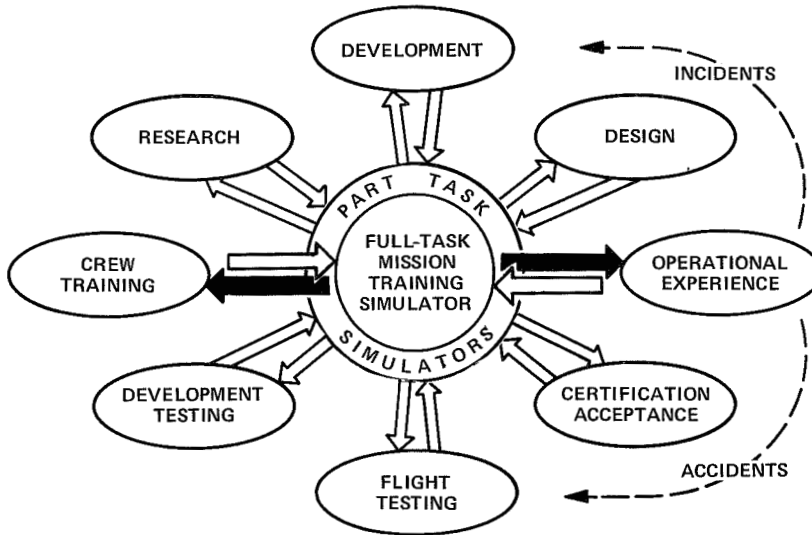 DEVELOPMENT
INCIDENTS
RESEARCH
DESIGN
PART TASK
FULL-TASK
MISSION
TRAINING
SIMULATOR
CREW
TRAINING
OPERATIONAL
EXPERIENCE
SIMULATORS
DEVELOPMENT
TESTING
CERTIFICATION
ACCEPTANCE
FLIGHT
TESTING
ACCIDENTS